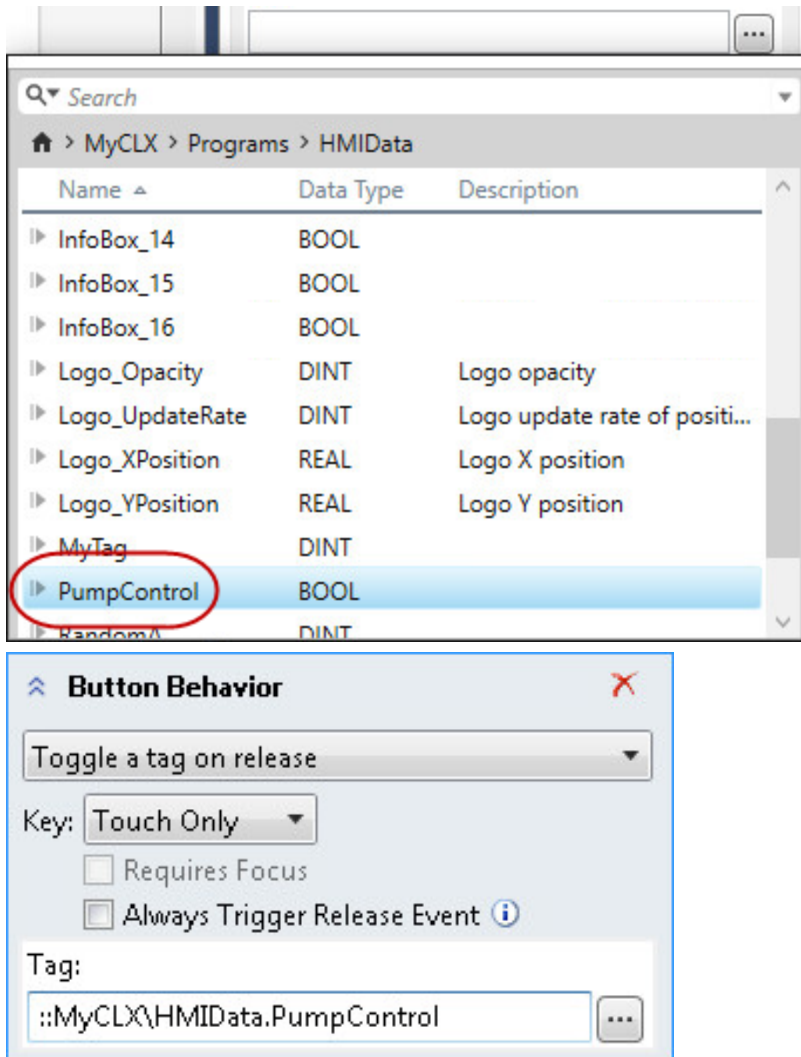 ...
Search
MyCLX > Programs > HMIData
Name Data Type Description
InfoBox_14 BOOL
InfoBox_15 BOOL
InfoBox_16 BOOL
Logo_Opacity DINT Logo opacity
Logo_UpdateRate DINT Logo update rate of positi...
Logo_XPosition REAL Logo X position
Logo_YPosition REAL Logo Y position
MyTag DINT
PumpControl BOOL
RandomA DINT
Button Behavior
Toggle a tag on release
Key: Touch Only
Requires Focus
Always Trigger Release Event
Tag:
::MyCLX\HMIData.PumpControl ...